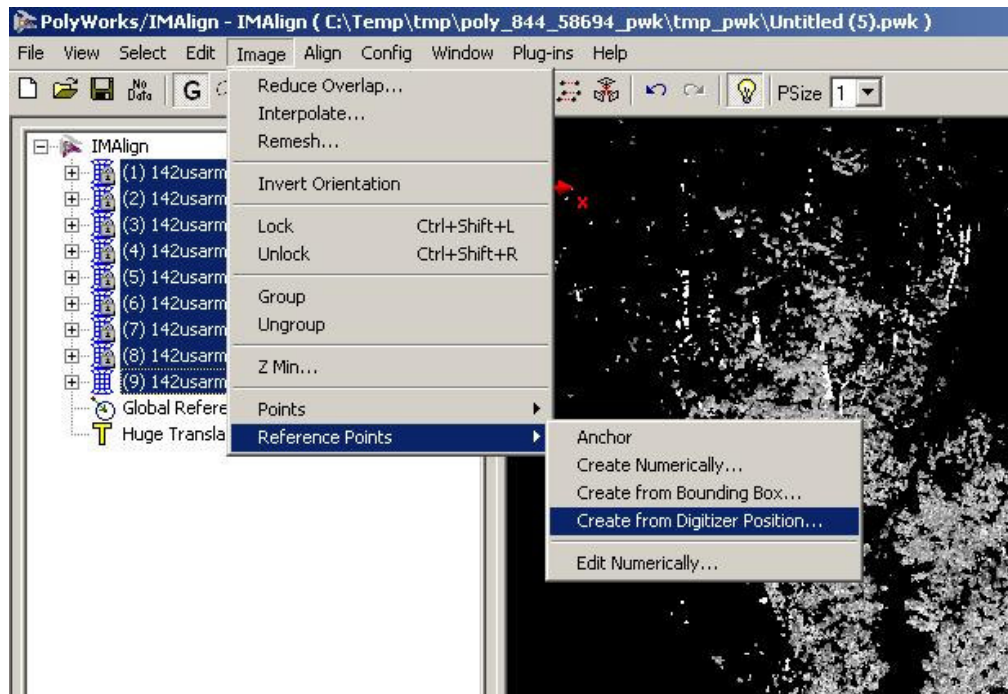 PolyWorks/IMAlign - IMAlign ( C:\Temp\tmp\poly_844_58694_pwk\tmp_pwk\Untitled (5).pwk )
File View Select Edit Image Align Config Window Plug-ins Help
No Data G PSize 1
Reduce Overlap...
Interpolate...
Remesh...
Invert Orientation
Lock Ctrl+Shift+L
Unlock Ctrl+Shift+R
Group
Ungroup
Z Min...
Points
Reference Points
Anchor
Create Numerically...
Create from Bounding Box...
Create from Digitizer Position...
Edit Numerically...
IMAlign
(1) 142usarm
(2) 142usarm
(3) 142usarm
(4) 142usarm
(5) 142usarm
(6) 142usarm
(7) 142usarm
(8) 142usarm
(9) 142usarm
Global Refere
T Huge Transla
x